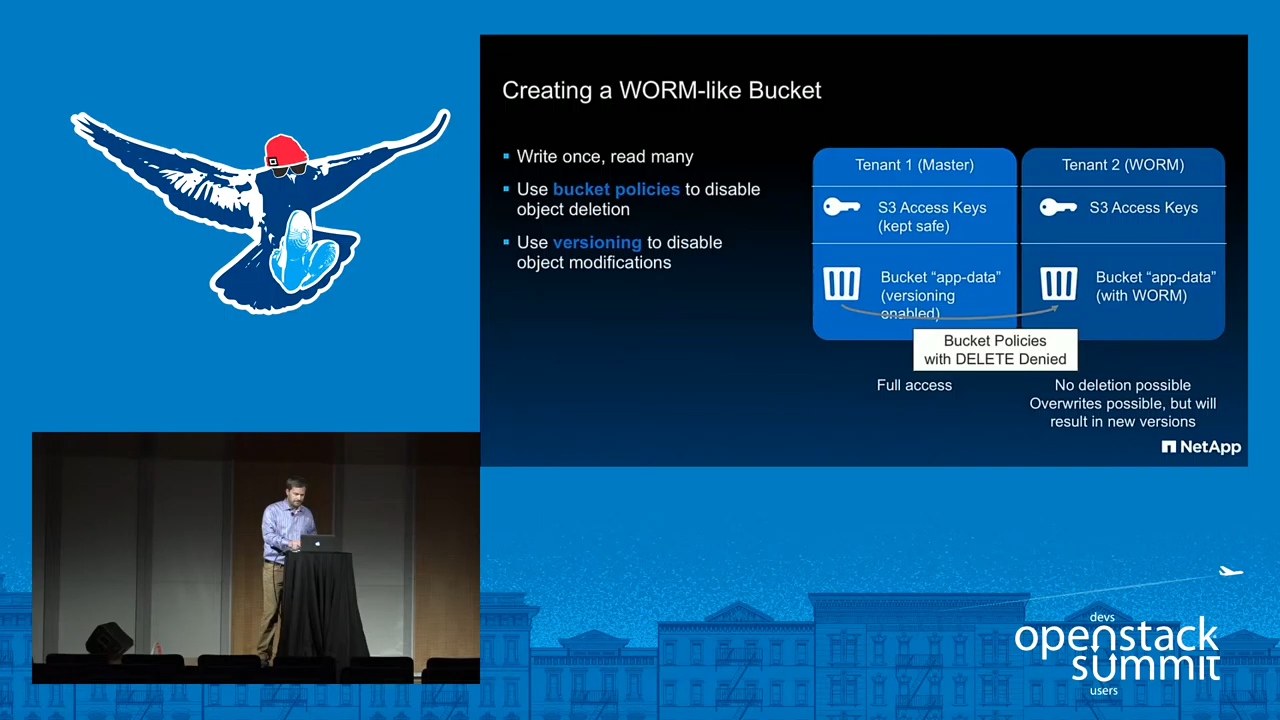 Creating a WORM-like Bucket
Write once, read many
Use bucket policies to disable
object deletion
Use versioning to disable
object modifications
Tenant 1 (Master)
S3 Access Keys
(kept safe)
Bucket “app-data”
(versioning
enabled)
Tenant 2 (WORM)
S3 Access Keys
Bucket “app-data”
(with WORM)
Bucket Policies
with DELETE Denied
Full access
No deletion possible
Overwrites possible, but will
result in new versions
NetApp
devs
openstack
summit
users